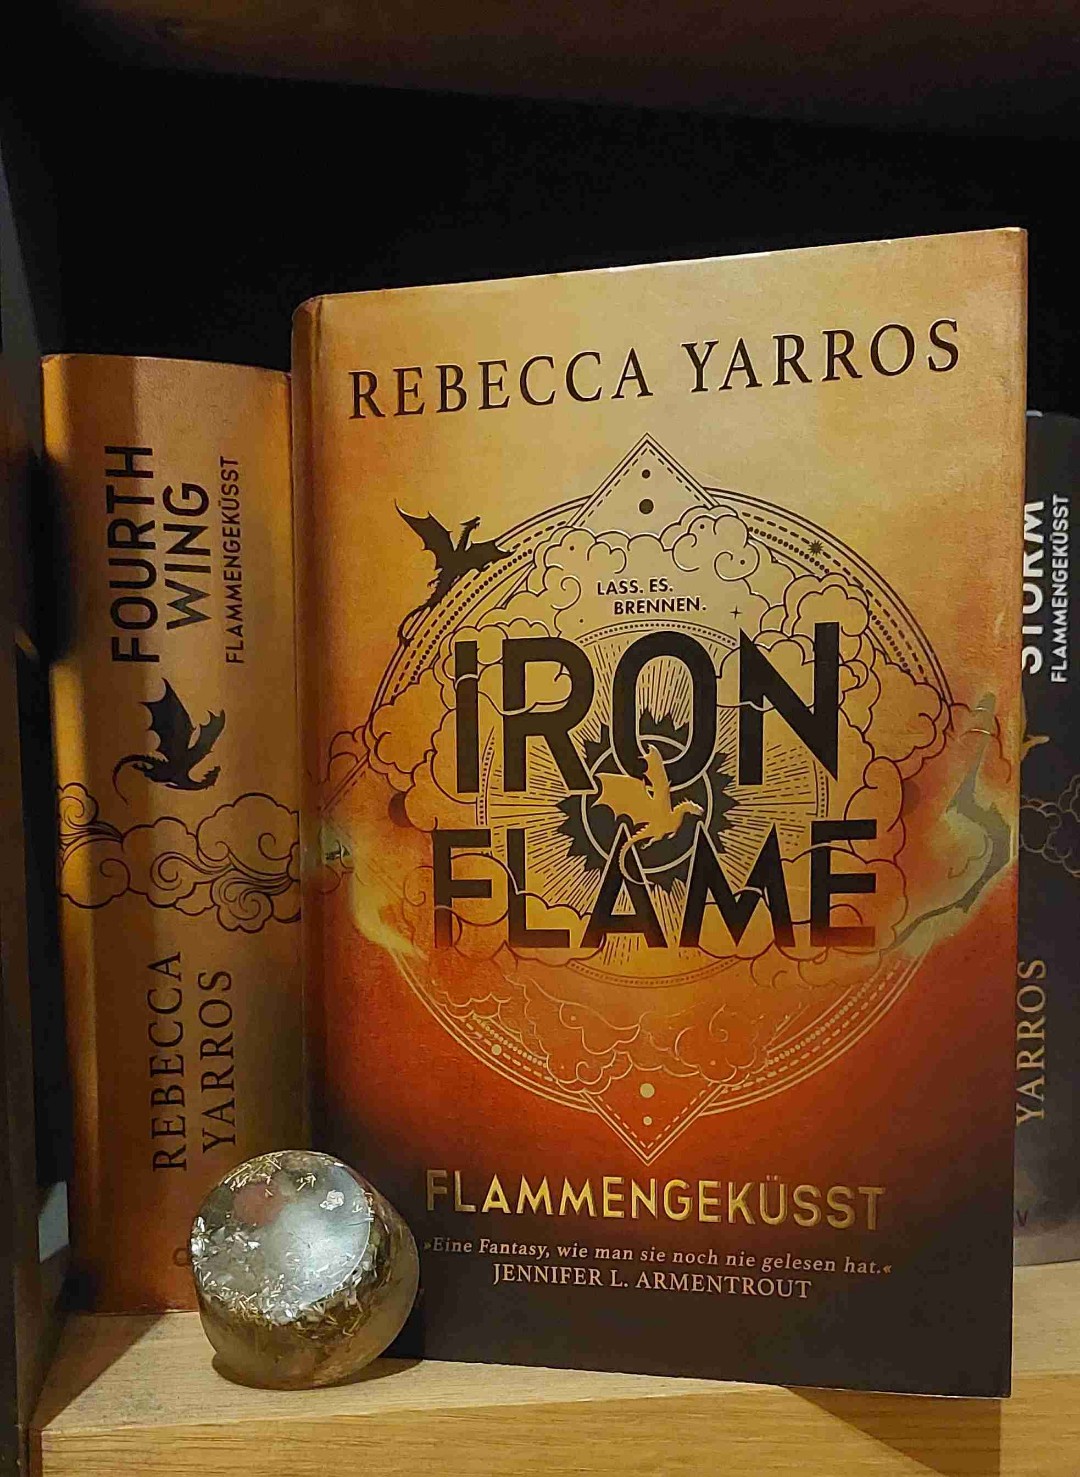 FOURTH
WING
FLAMMENGEKÜSST
REBECCA
YARROS
REBECCA YARROS
LASS. ES.
BRENNEN.
IRON
FLAME
FLAMMENGEKÜSST
»Eine Fantasy, wie man sie noch nie gelesen hat.«
JENNIFER L. ARMENTROUT
STORM
FLAMMENGEKÜSST
YARROS